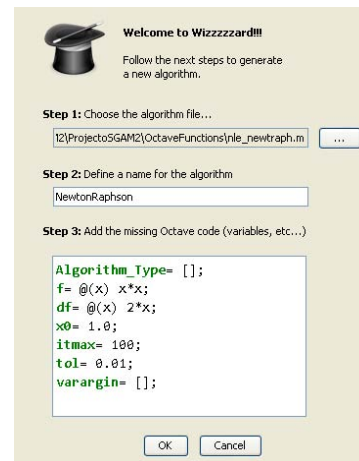 Welcome to Wizzzzzard!!!
Follow the next steps to generate
a new algorithm.
Step 1: Choose the algorithm file...
12\ProjectoSGAM2\OctaveFunctions\nle_newtraph.m
...
Step 2: Define a name for the algorithm
NewtonRaphson
Step 3: Add the missing Octave code (variables, etc...)
Algorithm_Type= [];
f= @(x) x*x;
df= @(x) 2*x;
x0= 1.0;
itmax= 100;
tol= 0.01;
varargin= [];
OK Cancel